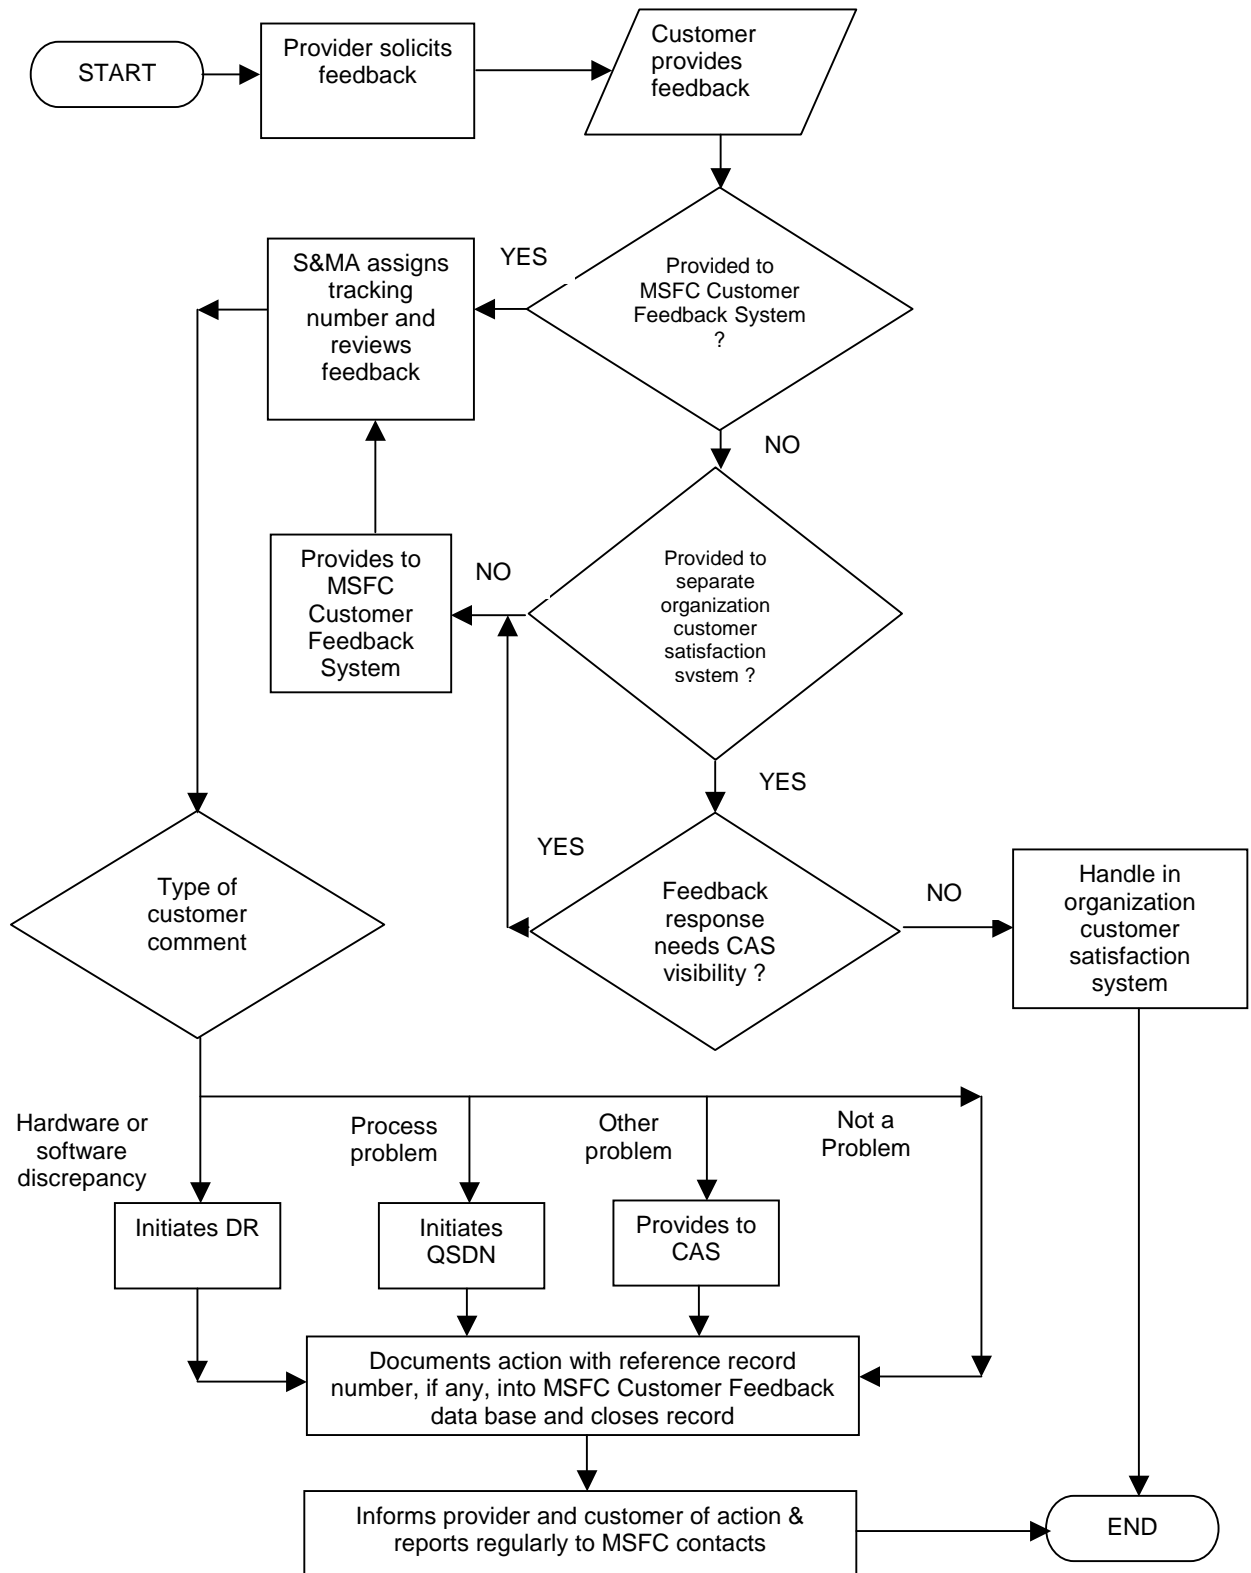 START
Provider solicits
feedback
Customer
provides
feedback
YES
S&MA assigns
tracking
number and
reviews
feedback
Provided to
MSFC Customer
Feedback System
?
NO
Provides to
MSFC
Customer
Feedback
System
NO
Provided to
separate
organization
customer
satisfaction
system ?
YES
YES
Type of
customer
comment
Feedback
response
needs CAS
visibility ?
NO
Handle in
organization
customer
satisfaction
system
Hardware or
software
discrepancy
Process
problem
Other
problem
Not a
Problem
Initiates DR
Initiates
QSDN
Provides to
CAS
Documents action with reference record
number, if any, into MSFC Customer Feedback
data base and closes record
Informs provider and customer of action &
reports regularly to MSFC contacts
END